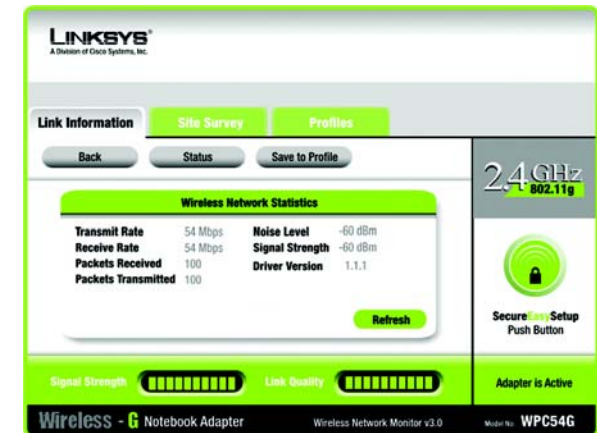 LINKSYS®
A Division of Cisco Systems, Inc.
Link Information
Site Survey
Profiles
Back
Status
Save to Profile
2.4 GHz
802.11g
Wireless Network Statistics
Transmit Rate 54 Mbps
Receive Rate 54 Mbps
Packets Received 100
Packets Transmitted 100
Noise Level -60 dBm
Signal Strength -60 dBm
Driver Version 1.1.1
Refresh
SecureEasySetup
Push Button
Signal Strength
Link Quality
Adapter is Active
Wireless - G Notebook Adapter
Wireless Network Monitor v3.0
Model No. WPC54G